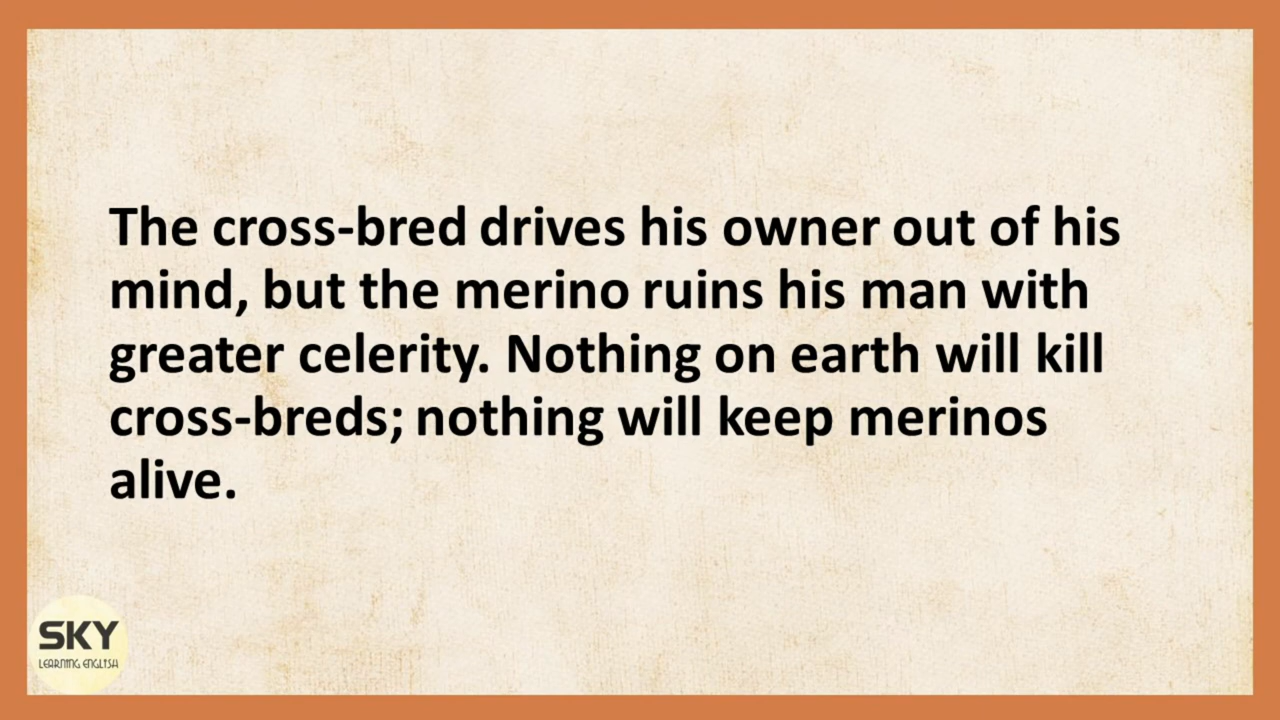 The cross-bred drives his owner out of his
mind, but the merino ruins his man with
greater celerity. Nothing on earth will kill
cross-breds; nothing will keep merinos
alive.
SKY
LEARNING ENGLISH